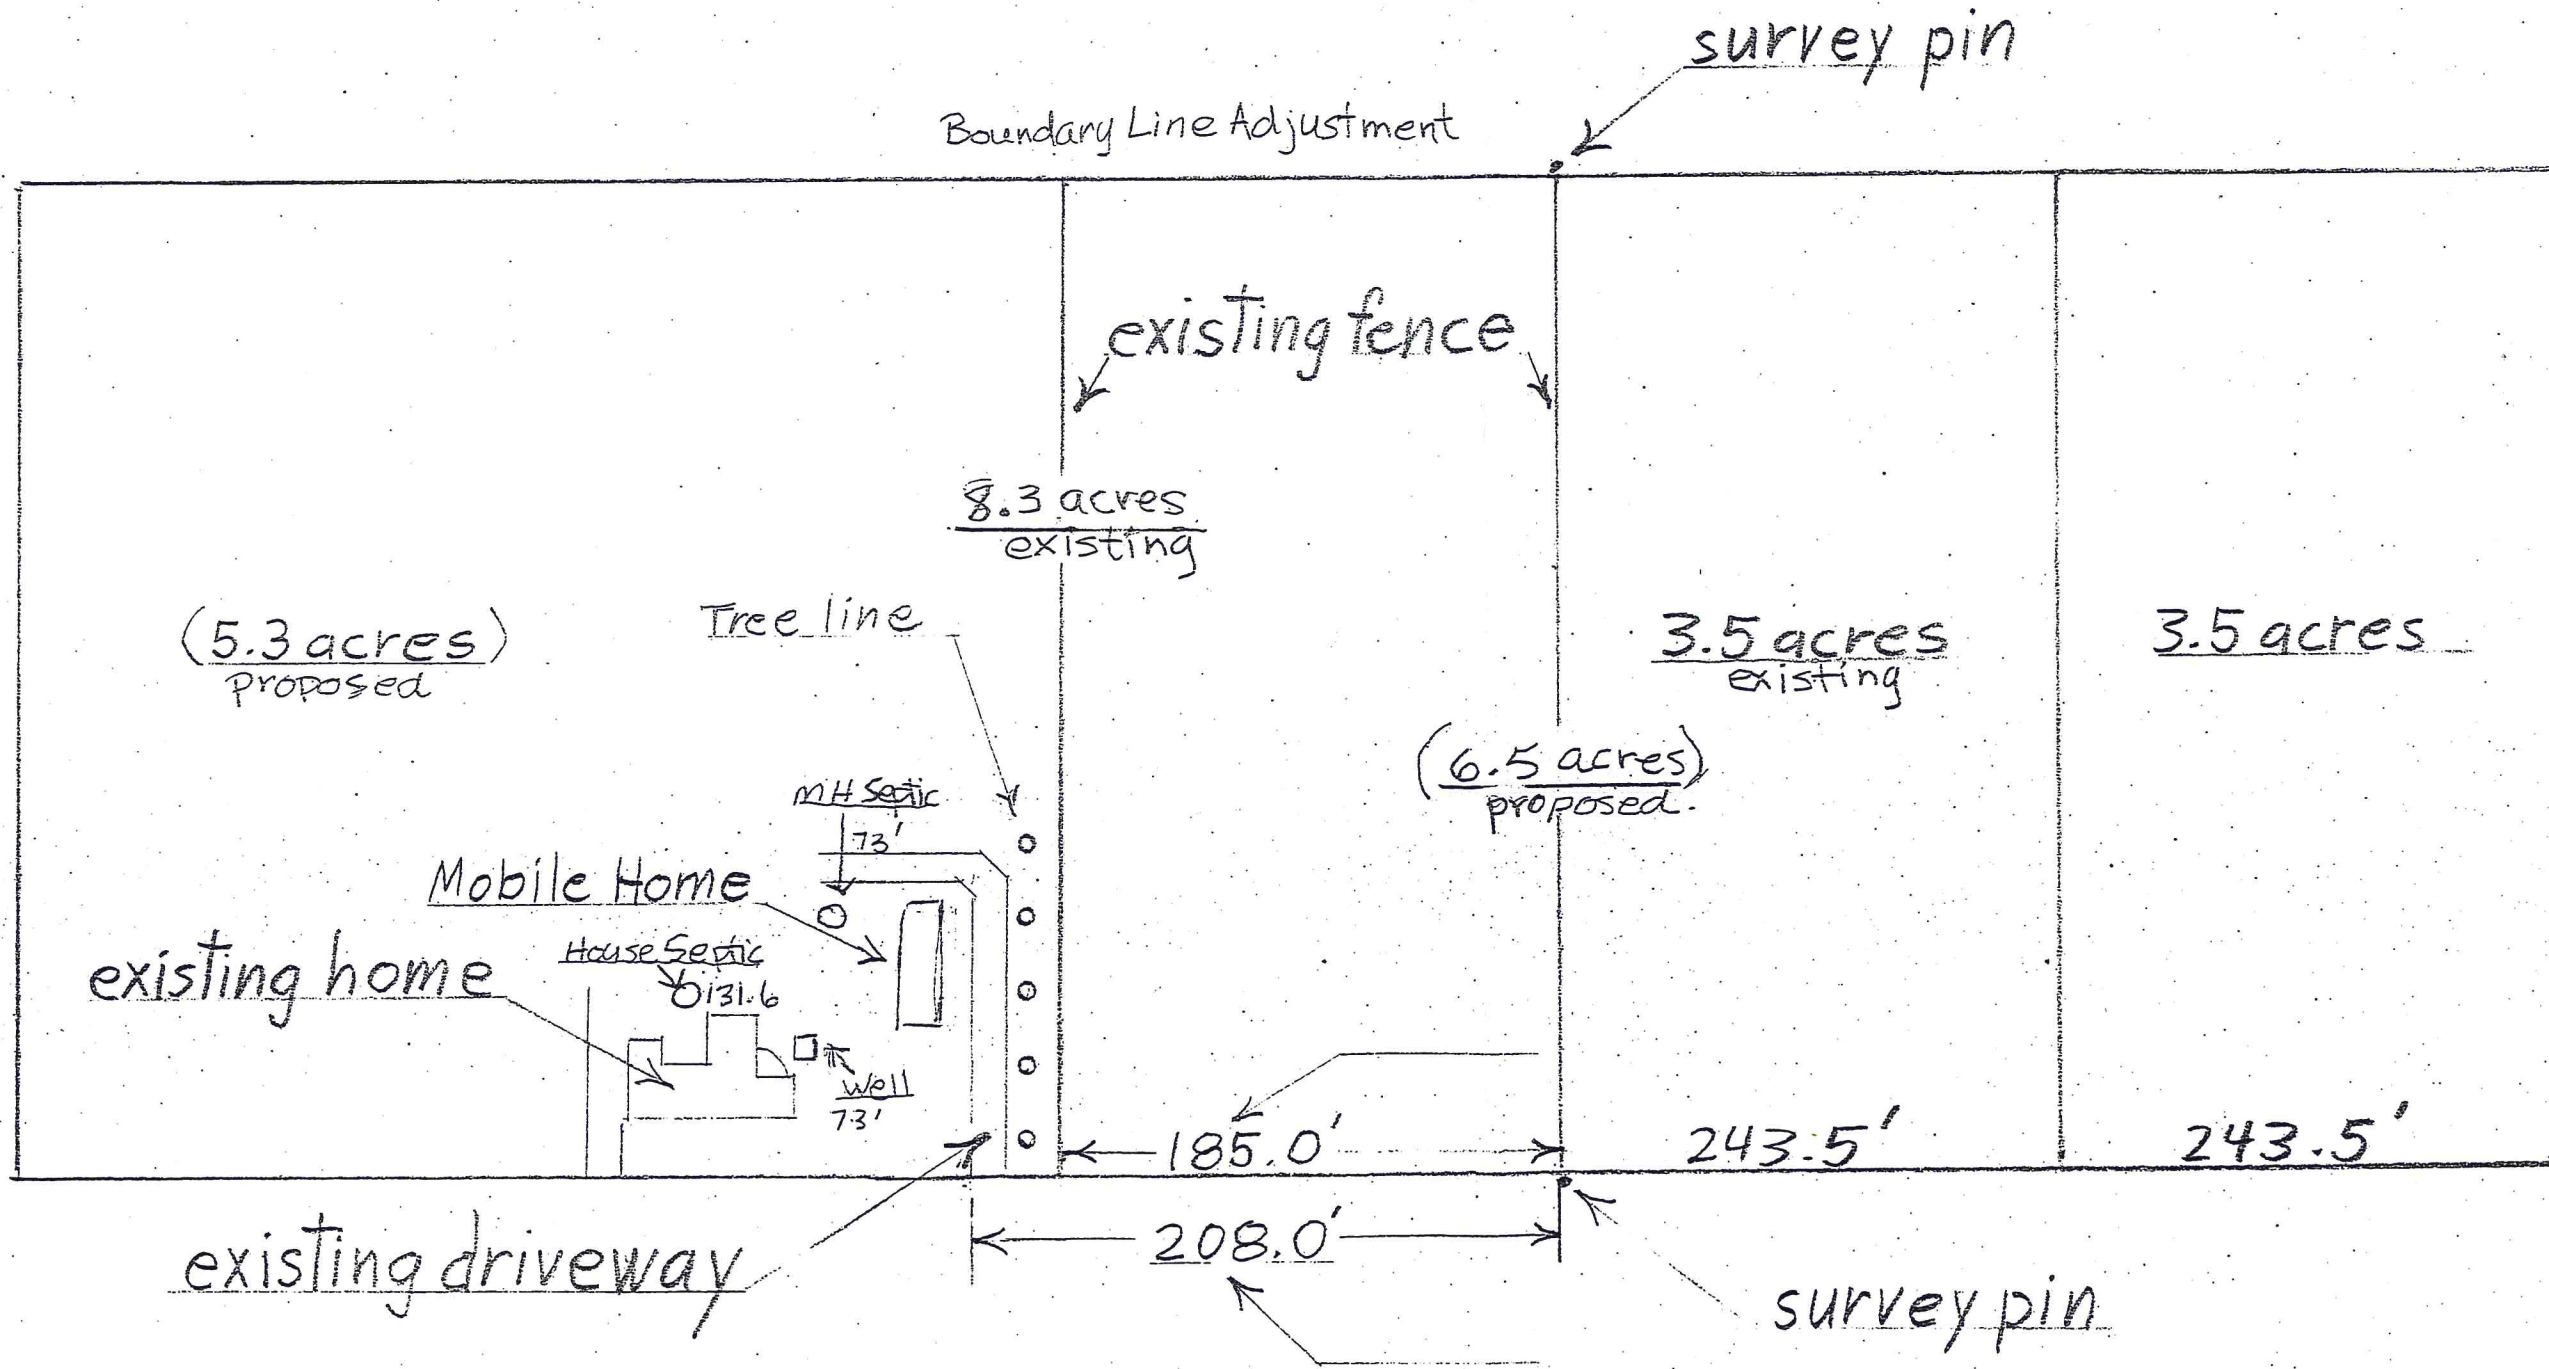 survey pin
Boundary Line Adjustment
existing fence
8.3 acres
existing
(5.3 acres)
proposed
Tree line
3.5 acres
existing
3.5 acres
(6.5 acres)
proposed.
MH Septic
73'
Mobile Home
House Septic
131.6
existing home
Well
73'
185.0'
243.5'
243.5'
208.0'
existing driveway
survey pin